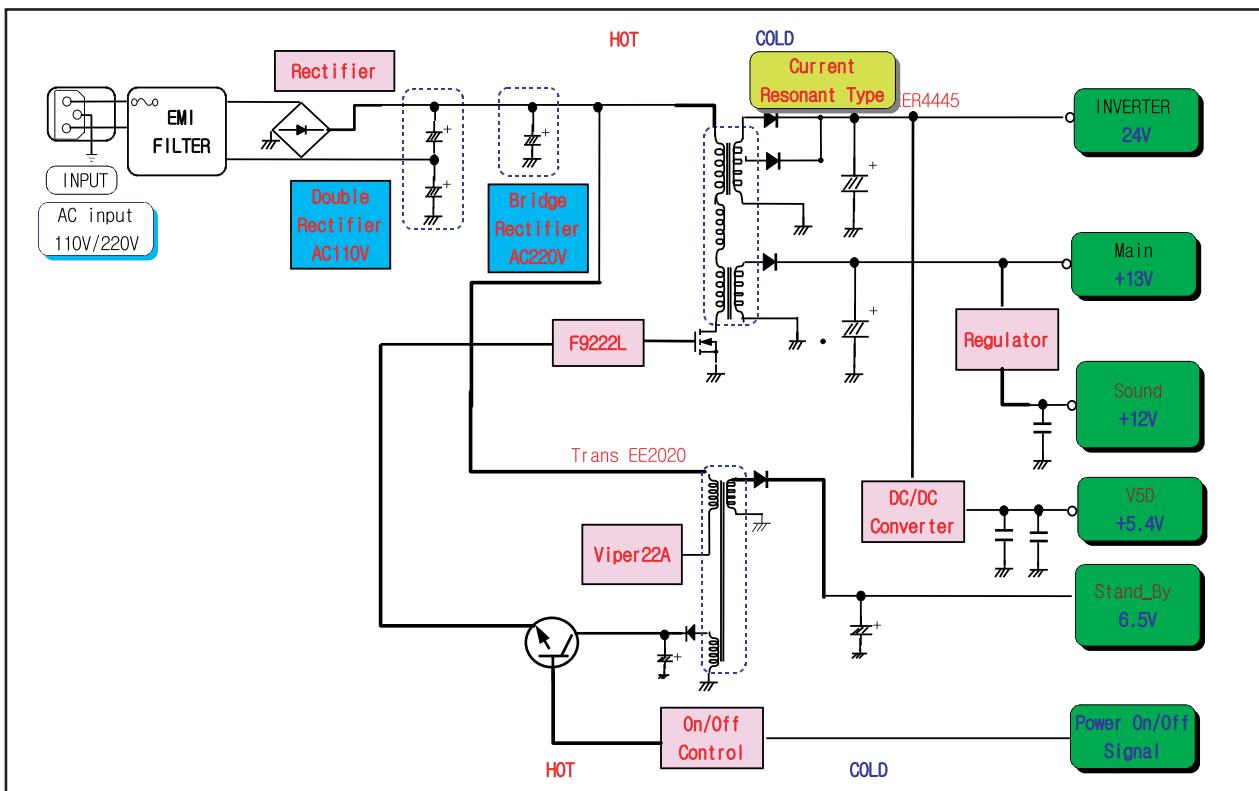 HOT
COLD
Rectifier
Current
Resonant Type
EER4445
EMI
FILTER
INPUT
AC input
110V/220V
Double
Rectifier
AC110V
Bridge
Rectifier
AC220V
INVERTER
24V
Main
+13V
F9222L
Regulator
Sound
+12V
Trans EE2020
DC/DC
Converter
V5D
+5.4V
Viper22A
Stand_By
6.5V
On/Off
Control
Power On/Off
Signal
HOT
COLD